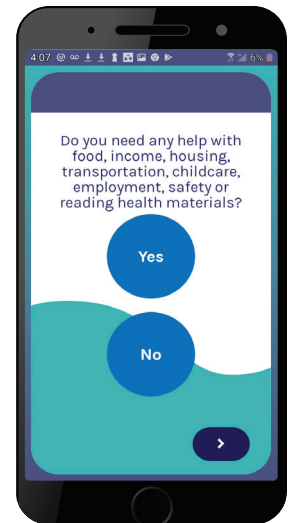 4:07 6%
Do you need any help with
food, income, housing,
transportation, childcare,
employment, safety or
reading health materials?
Yes
No